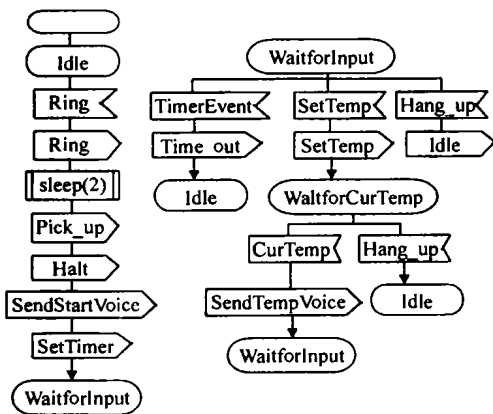 Idle
Ring
Ring
sleep(2)
Pick_up
Halt
SendStartVoice
SetTimer
WaitforInput
WaitforInput
TimerEvent SetTemp Hang_up
Time out SetTemp Idle
Idle WaltforCurTemp
CurTemp Hang_up
SendTempVoice Idle
WaitforInput